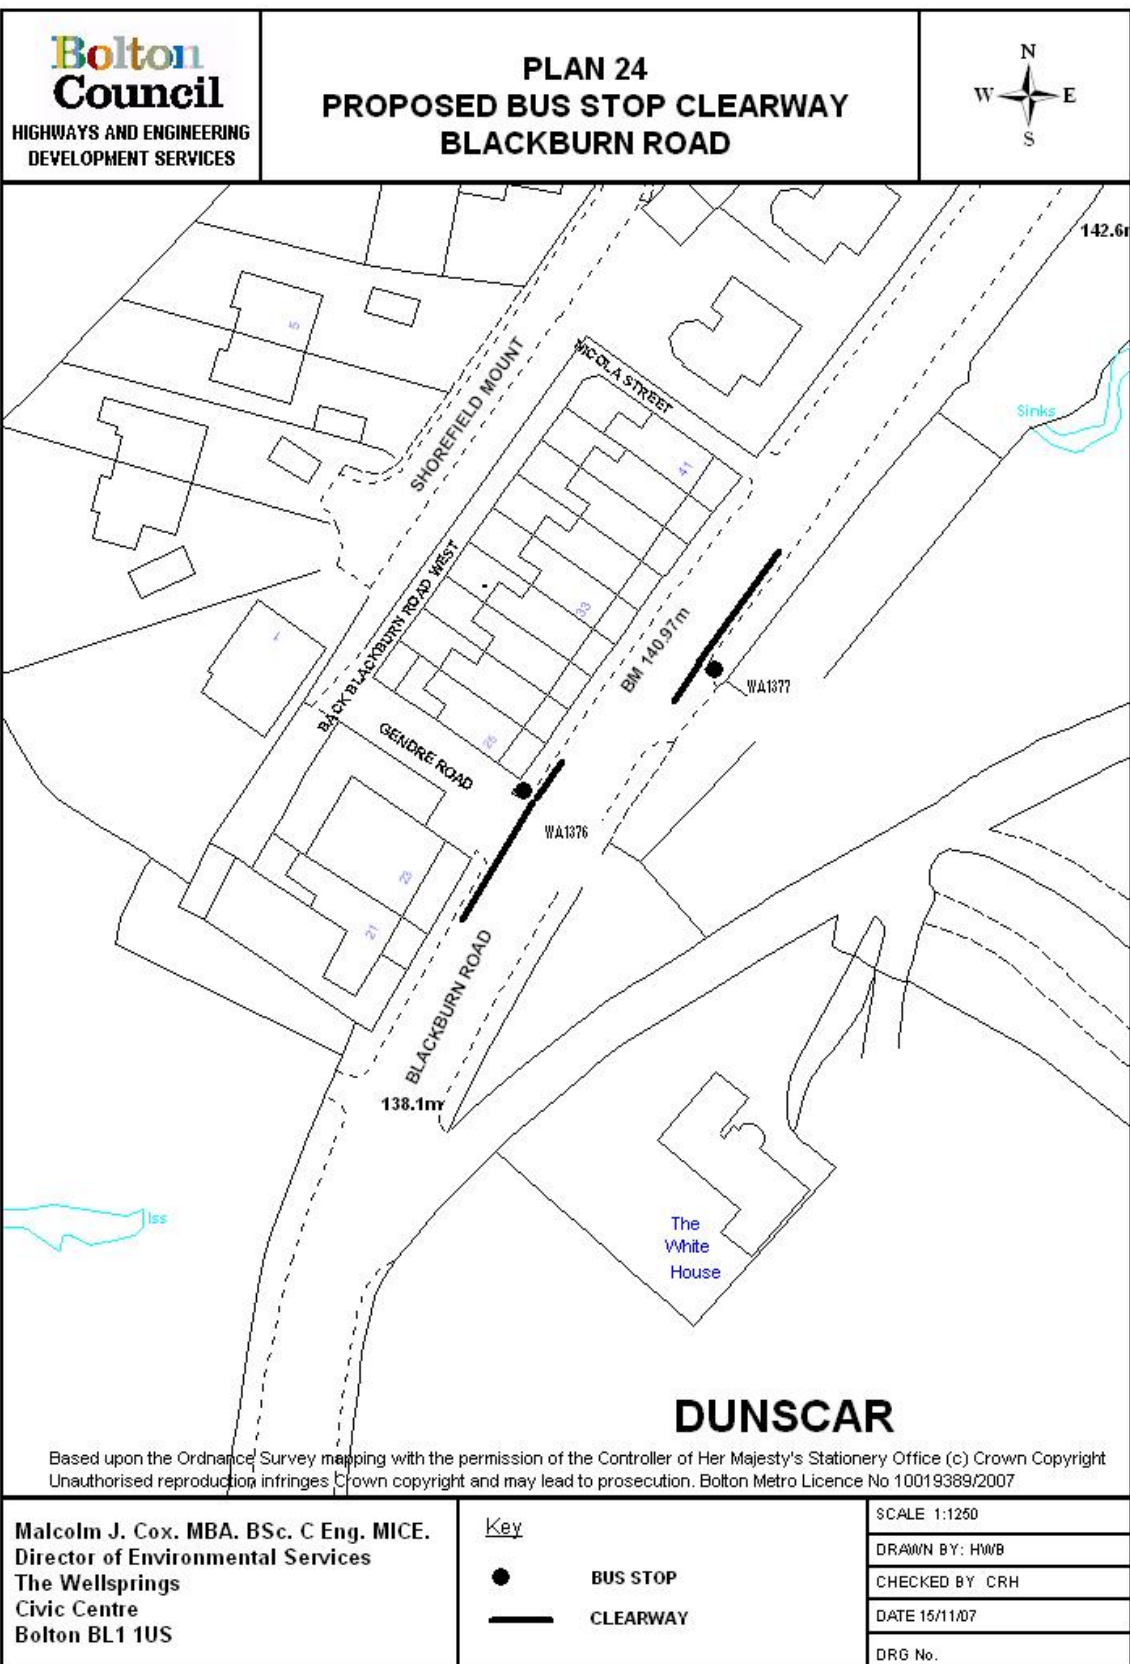 Bolton
Council
HIGHWAYS AND ENGINEERING
DEVELOPMENT SERVICES
PLAN 24
PROPOSED BUS STOP CLEARWAY
BLACKBURN ROAD
N
W E
S
142.6
5
SHOREFIELD MOUNT
NICOLA STREET
Sinks
41
BACK BLACKBURN ROAD WEST
33
1
BM 140.97m
WA1377
GENDRE ROAD
25
WA1376
23
21
BLACKBURN ROAD
138.1m
Iss
The
White
House
DUNSCAR
Based upon the Ordnance Survey mapping with the permission of the Controller of Her Majesty's Stationery Office (c) Crown Copyright
Unauthorised reproduction infringes Crown copyright and may lead to prosecution. Bolton Metro Licence No 10019389/2007
Malcolm J. Cox. MBA. BSc. C Eng. MICE.
Director of Environmental Services
The Wellsprings
Civic Centre
Bolton BL1 1US
Key
BUS STOP
CLEARWAY
SCALE 1:1250
DRAWN BY: HWB
CHECKED BY CRH
DATE 15/11/07
DRG No.